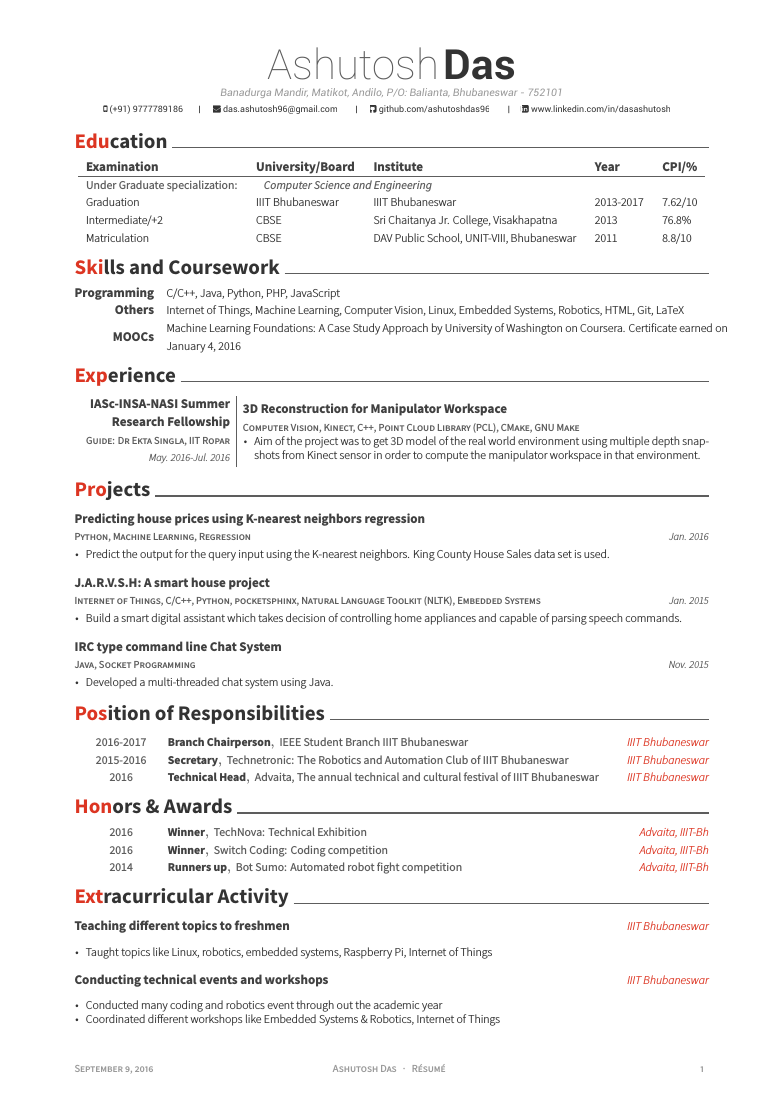 Ashutosh Das
Banadurga Mandir, Matikot, Andilo, P/O: Balianta, Bhubaneswar - 752101
(+91) 9777789186 | das.ashutosh96@gmail.com | github.com/ashutoshdas96 | www.linkedin.com/in/dasashutosh
Education
Examination University/Board Institute Year CPI/%
Under Graduate specialization: Computer Science and Engineering
Graduation IIIT Bhubaneswar IIIT Bhubaneswar 2013-2017 7.62/10
Intermediate/+2 CBSE Sri Chaitanya Jr. College, Visakhapatna 2013 76.8%
Matriculation CBSE DAV Public School, UNIT-VIII, Bhubaneswar 2011 8.8/10
Skills and Coursework
Programming C/C++, Java, Python, PHP, JavaScript
Others Internet of Things, Machine Learning, Computer Vision, Linux, Embedded Systems, Robotics, HTML, Git, LaTeX
MOOCs Machine Learning Foundations: A Case Study Approach by University of Washington on Coursera. Certificate earned on
January 4, 2016
Experience
IASc-INSA-NASI Summer
Research Fellowship
Guide: Dr Ekta Singla, IIT Ropar
May. 2016-Jul. 2016
3D Reconstruction for Manipulator Workspace
Computer Vision, Kinect, C++, Point Cloud Library (PCL), CMake, GNU Make
• Aim of the project was to get 3D model of the real world environment using multiple depth snap-
shots from Kinect sensor in order to compute the manipulator workspace in that environment.
Projects
Predicting house prices using K-nearest neighbors regression
Python, Machine Learning, Regression Jan. 2016
• Predict the output for the query input using the K-nearest neighbors. King County House Sales data set is used.
J.A.R.V.S.H: A smart house project
Internet of Things, C/C++, Python, pocketsphinx, Natural Language Toolkit (NLTK), Embedded Systems Jan. 2015
• Build a smart digital assistant which takes decision of controlling home appliances and capable of parsing speech commands.
IRC type command line Chat System
Java, Socket Programming Nov. 2015
• Developed a multi-threaded chat system using Java.
Position of Responsibilities
2016-2017 Branch Chairperson, IEEE Student Branch IIIT Bhubaneswar IIIT Bhubaneswar
2015-2016 Secretary, Technetronic: The Robotics and Automation Club of IIIT Bhubaneswar IIIT Bhubaneswar
2016 Technical Head, Advaita, The annual technical and cultural festival of IIIT Bhubaneswar IIIT Bhubaneswar
Honors & Awards
2016 Winner, TechNova: Technical Exhibition Advaita, IIIT-Bh
2016 Winner, Switch Coding: Coding competition Advaita, IIIT-Bh
2014 Runners up, Bot Sumo: Automated robot fight competition Advaita, IIIT-Bh
Extracurricular Activity
Teaching different topics to freshmen IIIT Bhubaneswar
• Taught topics like Linux, robotics, embedded systems, Raspberry Pi, Internet of Things
Conducting technical events and workshops IIIT Bhubaneswar
• Conducted many coding and robotics event through out the academic year
• Coordinated different workshops like Embedded Systems & Robotics, Internet of Things
September 9, 2016 Ashutosh Das · Résumé 1